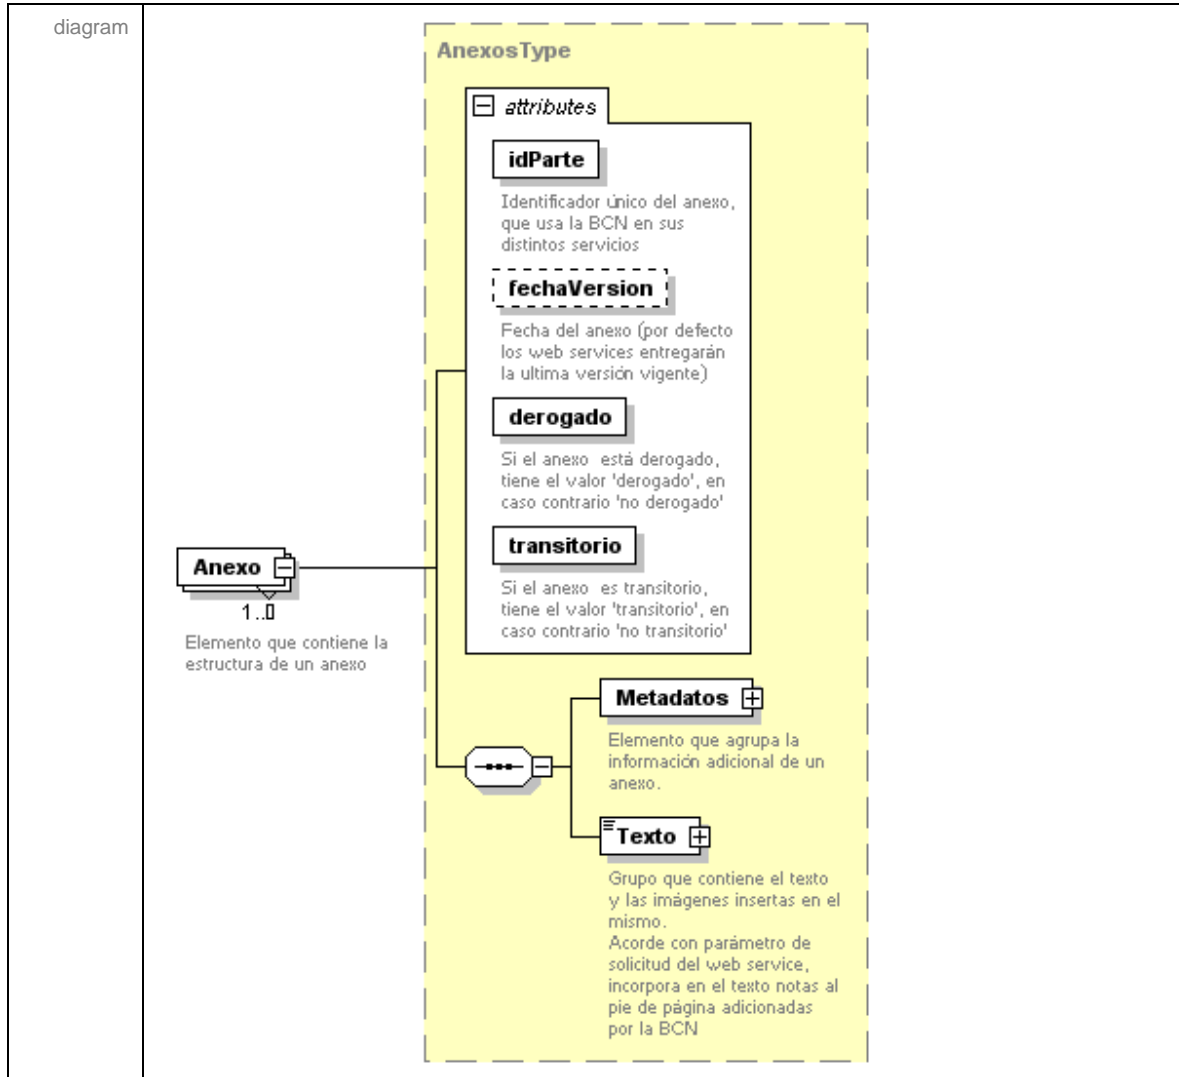 diagram
AnexosType
attributes
idParte
Identificador único del anexo,
que usa la BCN en sus
distintos servicios
fechaVersion
Fecha del anexo (por defecto
los web services entregarán
la ultima versión vigente)
derogado
Si el anexo está derogado,
tiene el valor 'derogado', en
caso contrario 'no derogado'
transitorio
Si el anexo es transitorio,
tiene el valor 'transitorio', en
caso contrario 'no transitorio'
Anexo
1..▯
Elemento que contiene la
estructura de un anexo
Metadatos
Elemento que agrupa la
información adicional de un
anexo.
Texto
Grupo que contiene el texto
y las imágenes insertas en el
mismo.
Acorde con parámetro de
solicitud del web service,
incorpora en el texto notas al
pie de página adicionadas
por la BCN